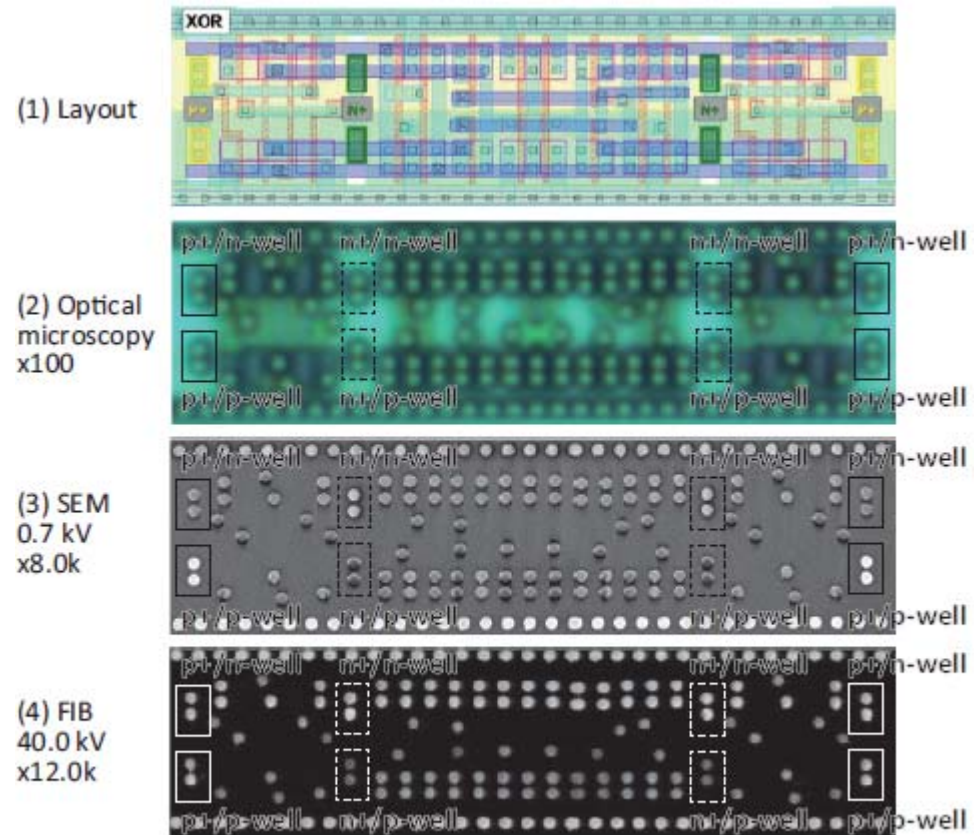 XOR
(1) Layout
P+
N+
N+
P+
p+/n-well n+/n-well n+/n-well p+/n-well
(2) Optical
microscopy
x100
p+/p-well n+/p-well n+/p-well p+/p-well
p+/n-well n+/n-well n+/n-well p+/n-well
(3) SEM
0.7 kV
x8.0k
p+/p-well n+/p-well n+/p-well p+/p-well
p+/n-well n+/n-well n+/n-well p+/n-well
(4) FIB
40.0 kV
x12.0k
p+/p-well n+/p-well n+/p-well p+/p-well